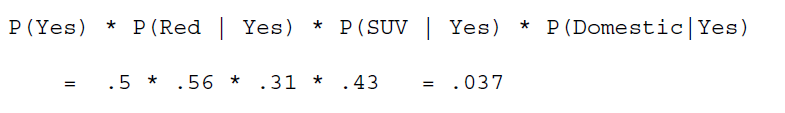 P(Yes) * P(Red | Yes) * P(SUV | Yes) * P(Domestic|Yes)
= .5 * .56 * .31 * .43 = .037